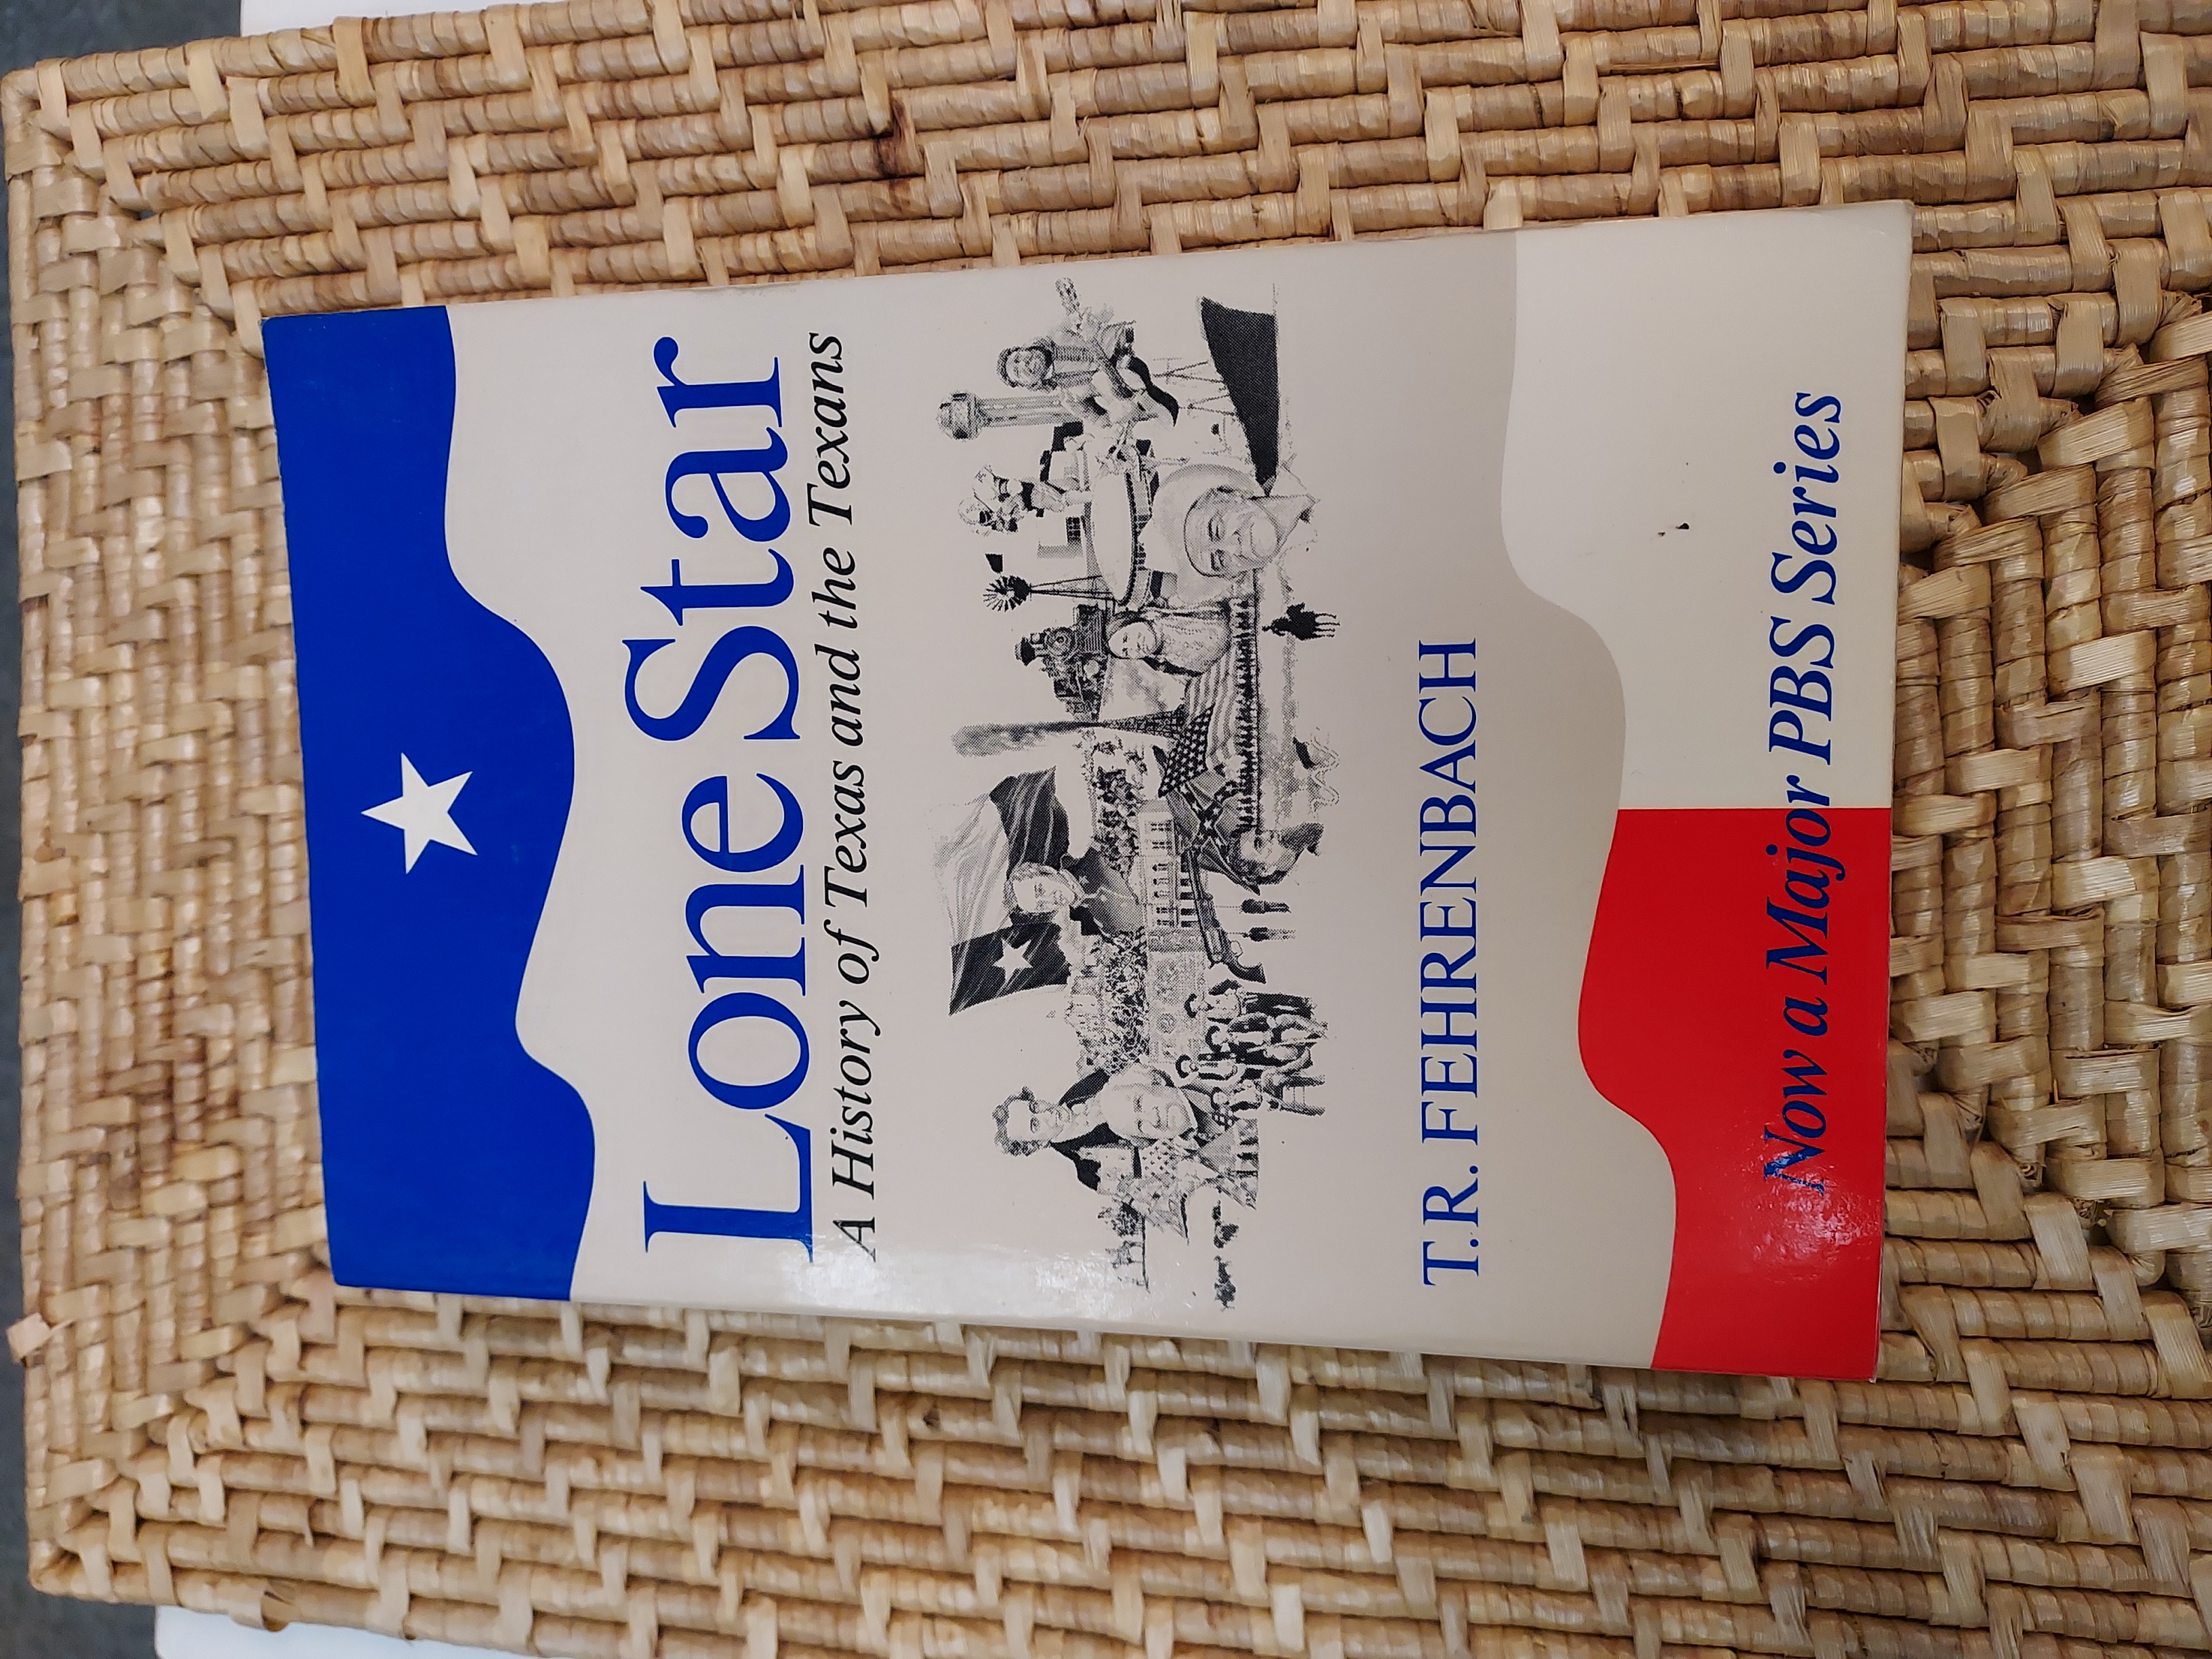 Lone Star
A History of Texas and the Texans
T.R. FEHRENBACH
Now a Major PBS Series